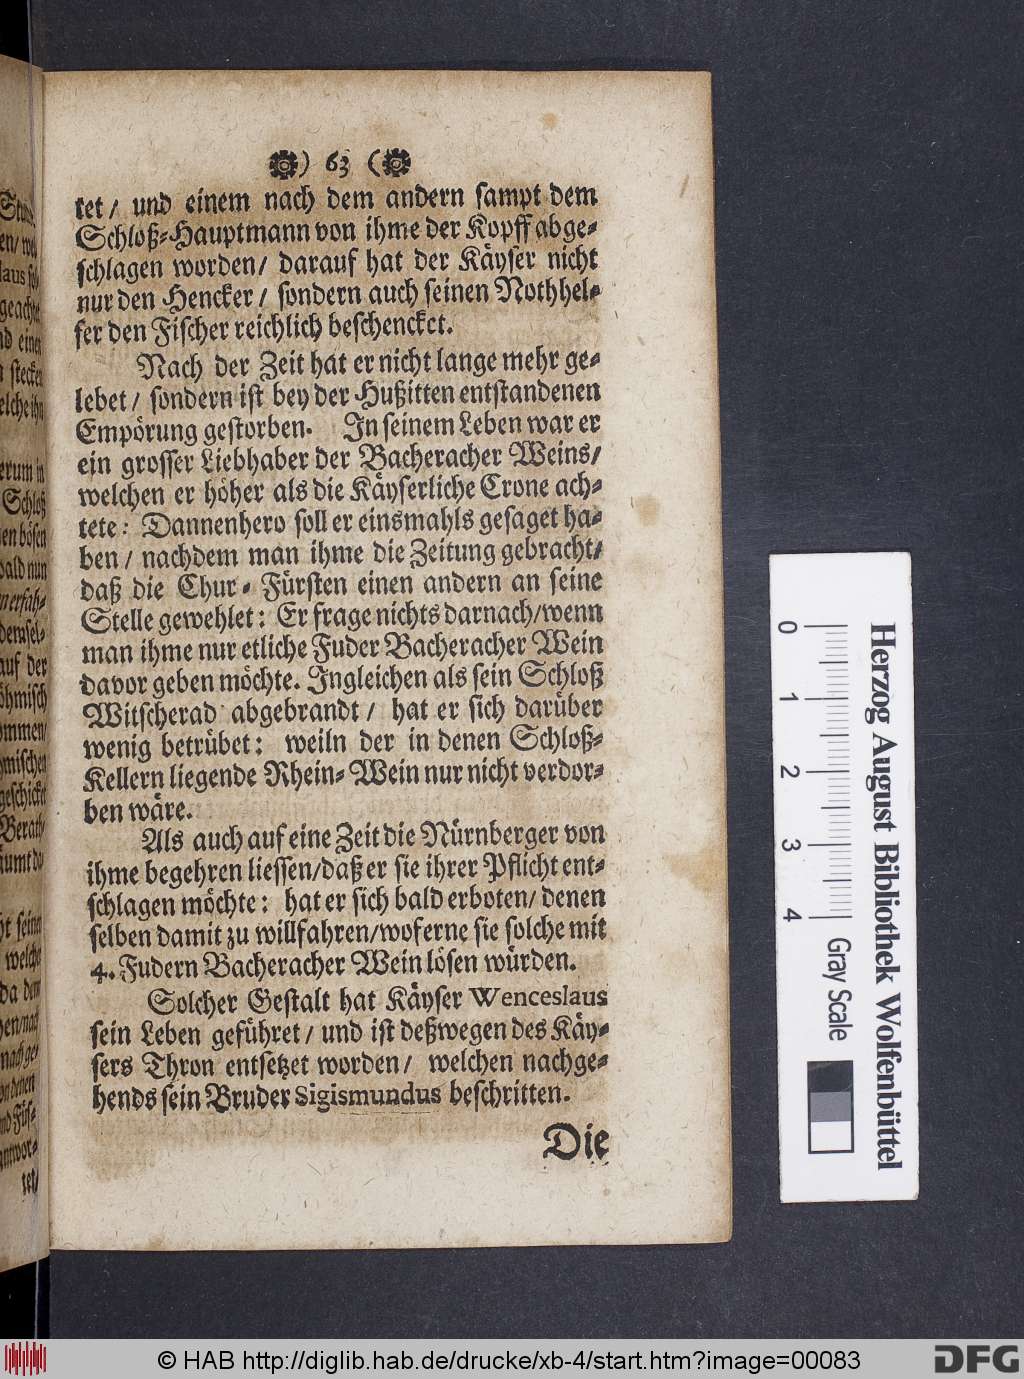 ) 63 (
tet/ und einem nach dem andern sampt dem
Schloß-Hauptmann von ihme der Kopff abge-
schlagen worden/ darauf hat der Käyser nicht
nur den Hencker/ sondern auch seinen Nothhel-
fer den Fischer reichlich beschencket.
Nach der Zeit hat er nicht lange mehr ge-
lebet/ sondern ist bey der Hußitten entstandenen
Empörung gestorben. In seinem Leben war er
ein grosser Liebhaber der Bacheracher Weins/
welchen er höher als die Käyserliche Crone ach-
tete: Dannenhero soll er einsmahls gesaget ha-
ben/ nachdem man ihme die Zeitung gebracht/
daß die Chur-Fürsten einen andern an seine
Stelle gewehlet: Er frage nichts darnach/wenn
man ihme nur etliche Fuder Bacheracher Wein
davor geben möchte. Ingleichen als sein Schloß
Witscherad abgebrandt/ hat er sich darüber
wenig betrübet: weiln der in denen Schloß-
Kellern liegende Rhein-Wein nur nicht verdor-
ben wäre.
Als auch auf eine Zeit die Nürnberger von
ihme begehren liessen/daß er sie ihrer Pflicht ent-
schlagen möchte: hat er sich bald erboten/ denen
selben damit zu willfahren/woferne sie solche mit
4. Fudern Bacheracher Wein lösen würden.
Solcher Gestalt hat Käyser Wenceslaus
sein Leben geführet/ und ist deßwegen des Käy-
sers Thron entsetzet worden/ welchen nachge-
hends sein Bruder Sigismundus beschritten.
Die
0 1 2 3 4 Gray Scale
Herzog August Bibliothek Wolfenbüttel
© HAB http://diglib.hab.de/drucke/xb-4/start.htm?image=00083
DFG